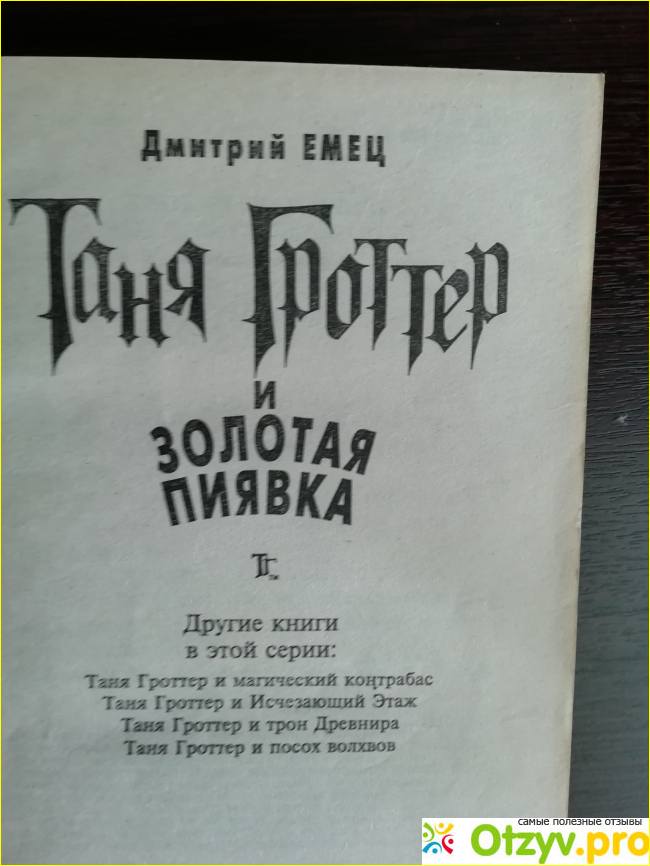 Дмитрий ЕМЕЦ
Таня Гроттер
и
ЗОЛОТАЯ
ПИЯВКА
ТГ™
Другие книги
в этой серии:
Таня Гроттер и магический контрабас
Таня Гроттер и Исчезающий Этаж
Таня Гроттер и трон Древнира
Таня Гроттер и посох волхвов
самые полезные отзывы
Otzyv.pro